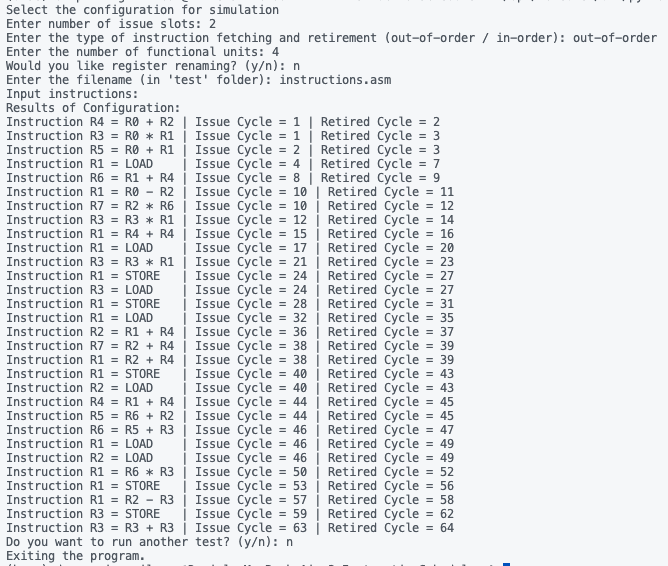 Select the configuration for simulation
Enter number of issue slots: 2
Enter the type of instruction fetching and retirement (out-of-order / in-order): out-of-order
Enter the number of functional units: 4
Would you like register renaming? (y/n): n
Enter the filename (in 'test' folder): instructions.asm
Input instructions:
Results of Configuration:
Instruction R4 = R0 + R2 | Issue Cycle = 1 | Retired Cycle = 2
Instruction R3 = R0 * R1 | Issue Cycle = 1 | Retired Cycle = 3
Instruction R5 = R0 + R1 | Issue Cycle = 2 | Retired Cycle = 3
Instruction R1 = LOAD    | Issue Cycle = 4 | Retired Cycle = 7
Instruction R6 = R1 + R4 | Issue Cycle = 8 | Retired Cycle = 9
Instruction R1 = R0 − R2 | Issue Cycle = 10 | Retired Cycle = 11
Instruction R7 = R2 * R6 | Issue Cycle = 10 | Retired Cycle = 12
Instruction R3 = R3 * R1 | Issue Cycle = 12 | Retired Cycle = 14
Instruction R1 = R4 + R4 | Issue Cycle = 15 | Retired Cycle = 16
Instruction R1 = LOAD    | Issue Cycle = 17 | Retired Cycle = 20
Instruction R3 = R3 * R1 | Issue Cycle = 21 | Retired Cycle = 23
Instruction R1 = STORE   | Issue Cycle = 24 | Retired Cycle = 27
Instruction R3 = LOAD    | Issue Cycle = 24 | Retired Cycle = 27
Instruction R1 = STORE   | Issue Cycle = 28 | Retired Cycle = 31
Instruction R1 = LOAD    | Issue Cycle = 32 | Retired Cycle = 35
Instruction R2 = R1 + R4 | Issue Cycle = 36 | Retired Cycle = 37
Instruction R7 = R2 + R4 | Issue Cycle = 38 | Retired Cycle = 39
Instruction R1 = R2 + R4 | Issue Cycle = 38 | Retired Cycle = 39
Instruction R1 = STORE   | Issue Cycle = 40 | Retired Cycle = 43
Instruction R2 = LOAD    | Issue Cycle = 40 | Retired Cycle = 43
Instruction R4 = R1 + R4 | Issue Cycle = 44 | Retired Cycle = 45
Instruction R5 = R6 + R2 | Issue Cycle = 44 | Retired Cycle = 45
Instruction R6 = R5 + R3 | Issue Cycle = 46 | Retired Cycle = 47
Instruction R1 = LOAD    | Issue Cycle = 46 | Retired Cycle = 49
Instruction R2 = LOAD    | Issue Cycle = 46 | Retired Cycle = 49
Instruction R1 = R6 * R3 | Issue Cycle = 50 | Retired Cycle = 52
Instruction R1 = STORE   | Issue Cycle = 53 | Retired Cycle = 56
Instruction R1 = R2 − R3 | Issue Cycle = 57 | Retired Cycle = 58
Instruction R3 = STORE   | Issue Cycle = 59 | Retired Cycle = 62
Instruction R3 = R3 + R3 | Issue Cycle = 63 | Retired Cycle = 64
Do you want to run another test? (y/n): n
Exiting the program.